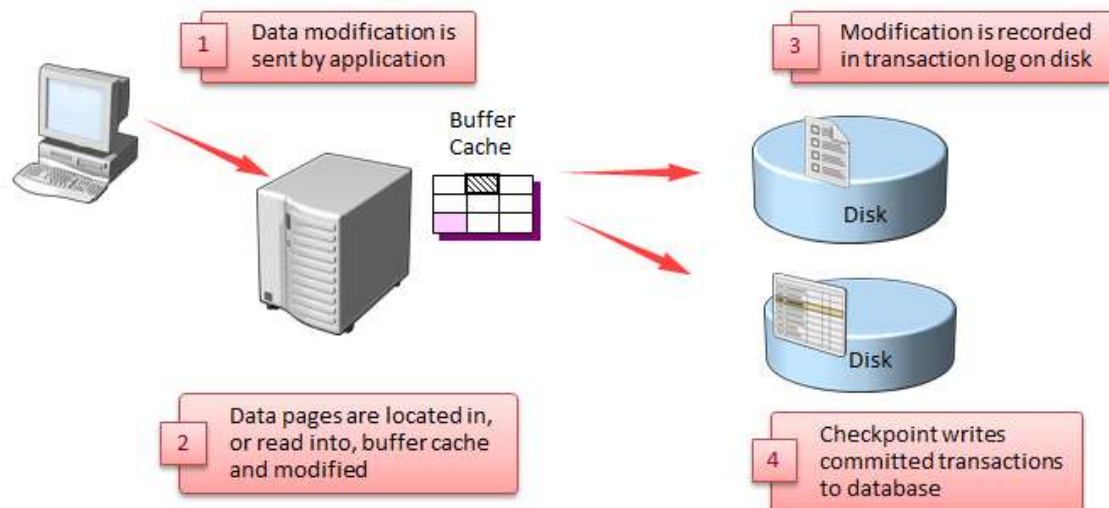 1
Data modification is
sent by application
3
Modification is recorded
in transaction log on disk
Buffer
Cache
Disk
Disk
2
Data pages are located in,
or read into, buffer cache
and modified
4
Checkpoint writes
committed transactions
to database